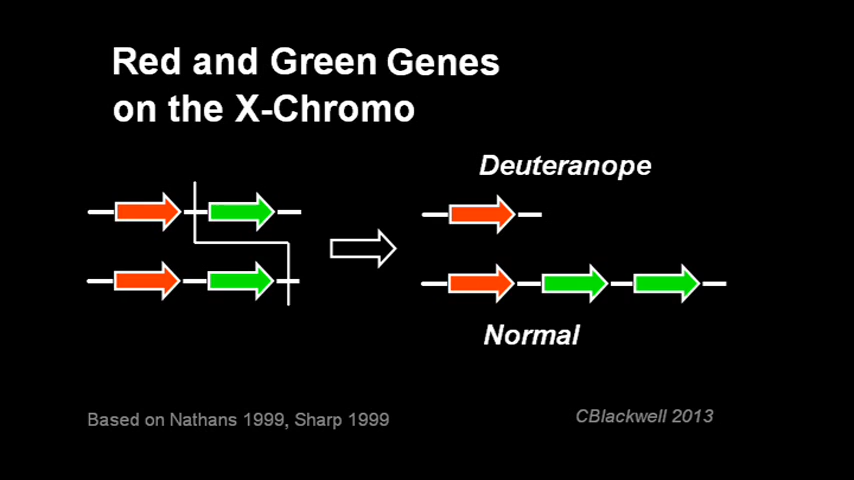 Red and Green Genes
on the X-Chromo
Deuteranope
Normal
Based on Nathans 1999, Sharp 1999
CBlackwell 2013